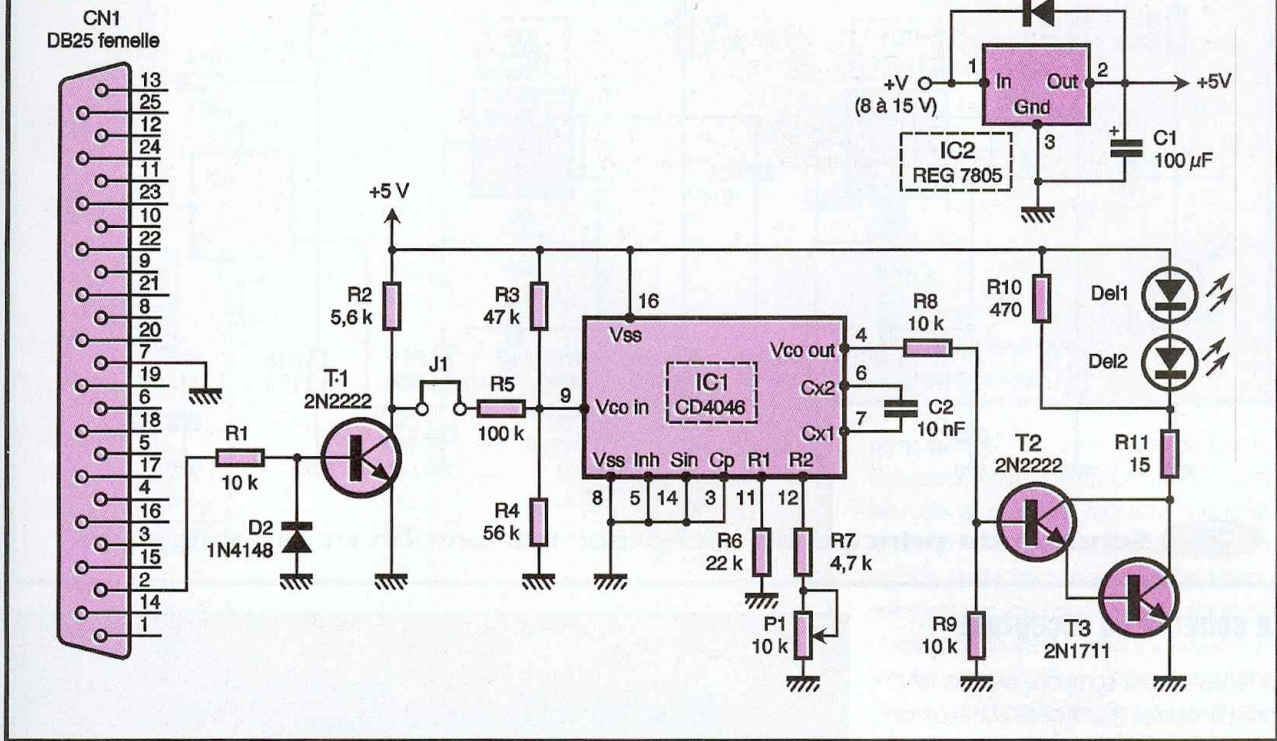 CN1
DB25 femelle
13
25
12
24
11
23
10
22
9
21
8
20
7
19
6
18
5
17
4
16
3
15
2
14
1
R1
10 k
D2
1N4148
T1
2N2222
+5 V
R2
5,6 k
J1
R5
100 k
R3
47 k
R4
56 k
16
Vss
9
Vco in
IC1
CD4046
Vco out
4
Cx2
6
Cx1
7
Vss
Inh
Sin
Cp
R1
R2
8
5
14
3
11
12
C2
10 nF
R6
22 k
R7
4,7 k
P1
10 k
R8
10 k
R9
10 k
R10
470
Del1
Del2
R11
15
T2
2N2222
T3
2N1711
+V
(8 à 15 V)
1
In
Out
2
Gnd
3
+5V
IC2
REG 7805
+
C1
100 µF